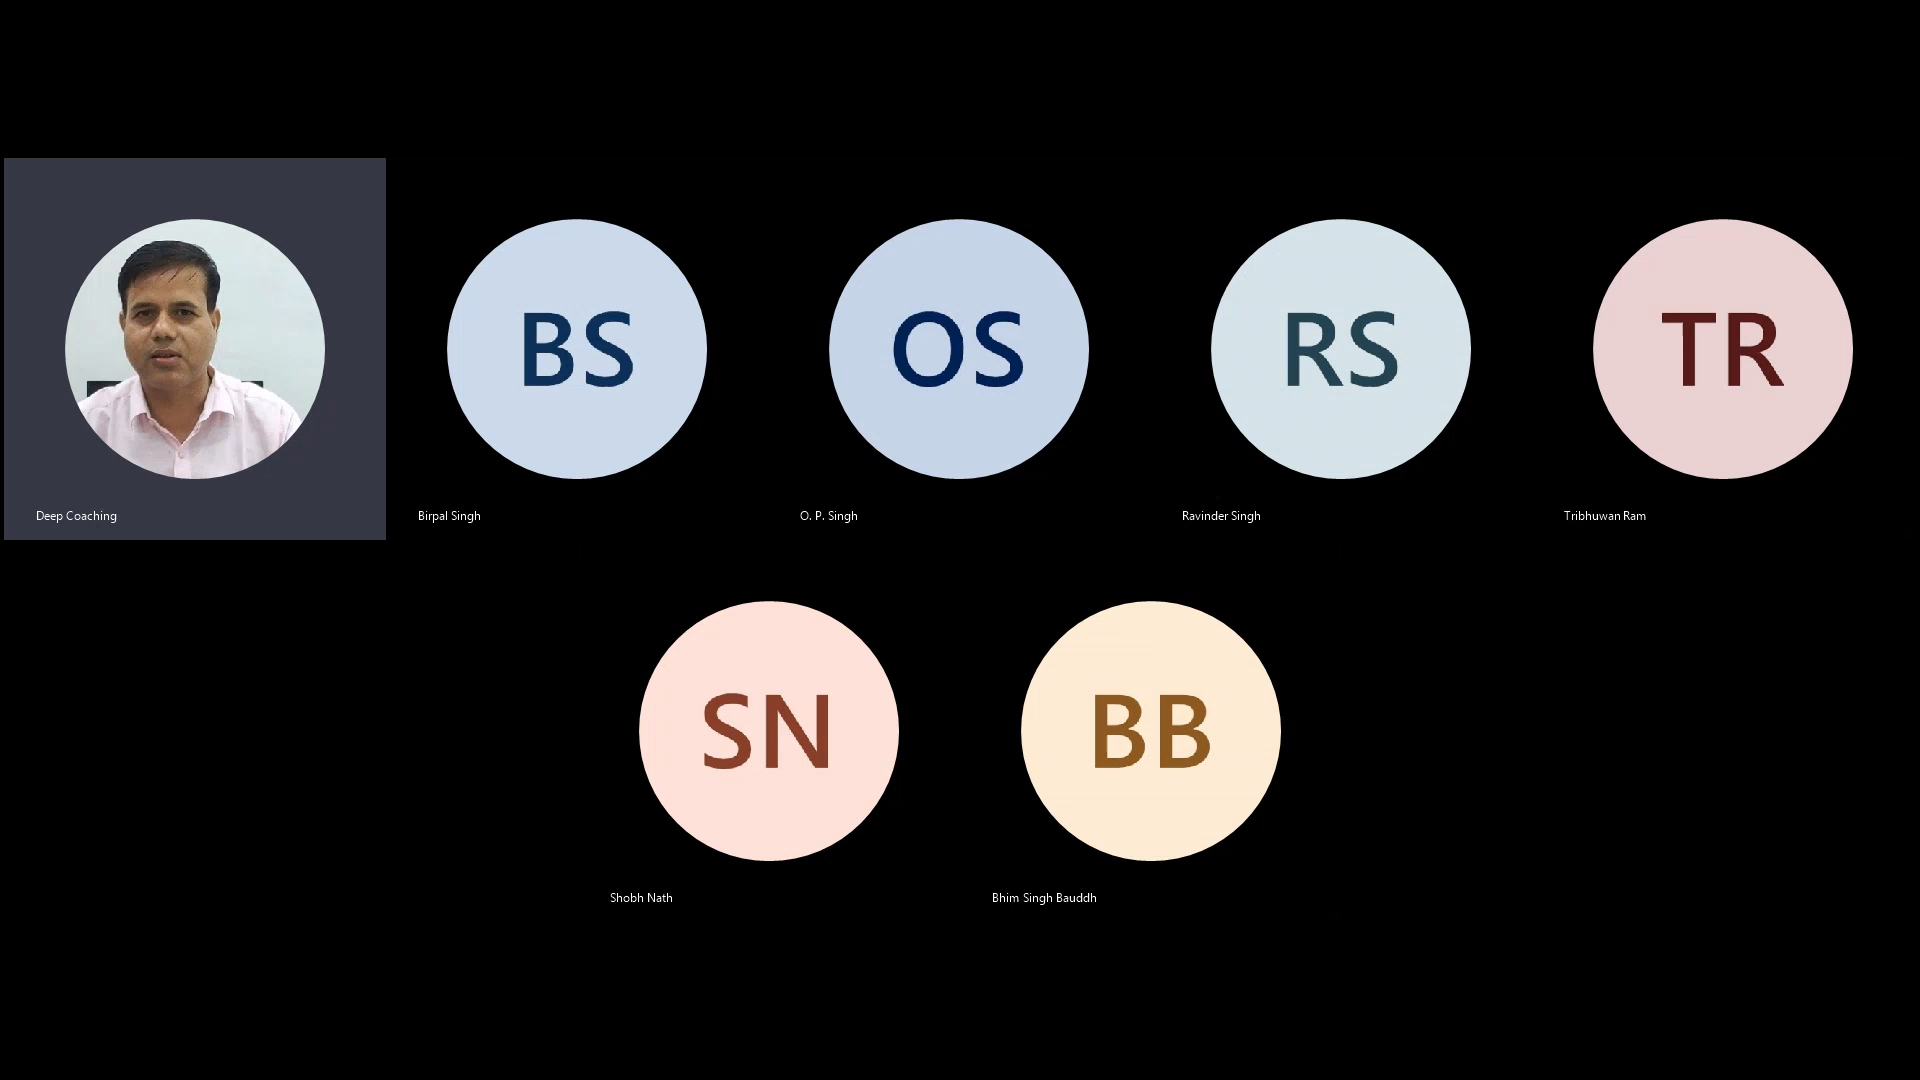 BS
OS
RS
TR
Deep Coaching
Birpal Singh
O. P. Singh
Ravinder Singh
Tribhuwan Ram
SN
BB
Shobh Nath
Bhim Singh Bauddh